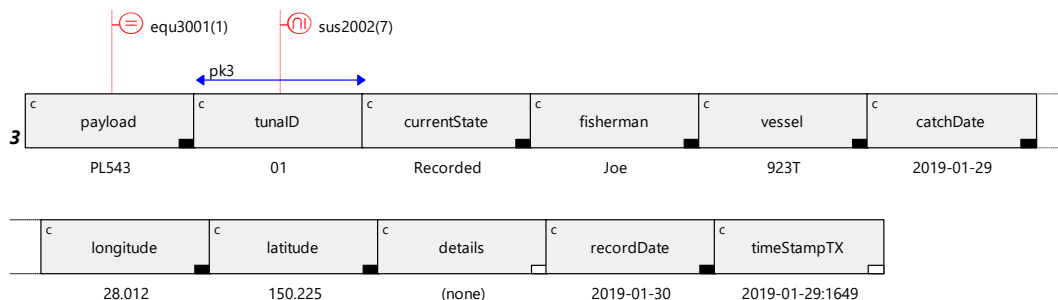 equ3001(1) sus2002(7)
pk3
c c c c c c
3 payload tunaID currentState fisherman vessel catchDate
PL543 01 Recorded Joe 923T 2019-01-29
c c c c c
longitude latitude details recordDate timeStampTX
28.012 150.225 (none) 2019-01-30 2019-01-29:1649